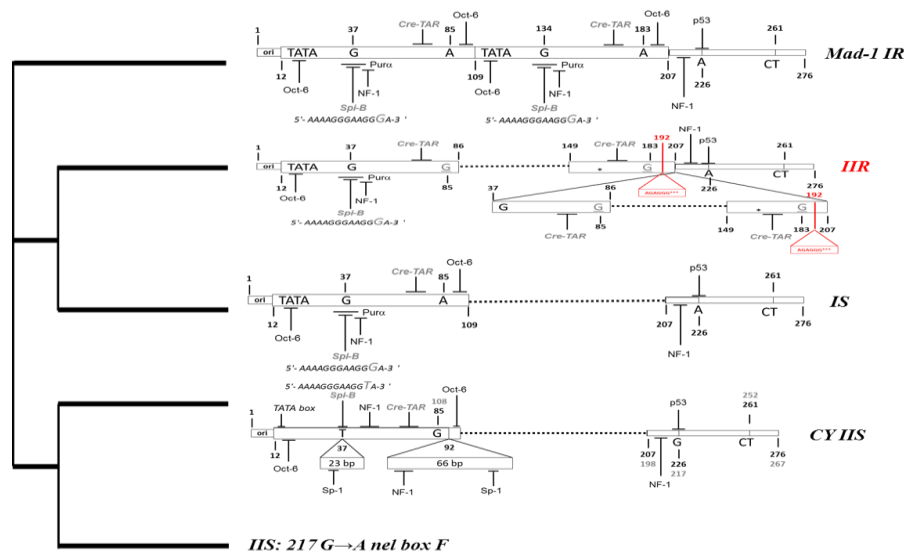 Oct-6 Oct-6
1 37 Cre-TAR 85 134 Cre-TAR 183 p53 261
ori TATA G A TATA G A A CT Mad-1 IR
12 Purα 109 Purα 207 226 276
Oct-6 NF-1 Oct-6 NF-1 NF-1
Spi-B Spi-B
5'- AAAAGGGAAGGGA-3 ' 5'- AAAAGGGAAGGGA-3 '
NF-1
1 37 Cre-TAR 86 149 Cre-TAR 183 192 207 p53 261
ori TATA G G * G A CT IIR
12 Purα 85 226 276
Oct-6 NF-1 AGAGGG*** 192
Spi-B 37 86
5'- AAAAGGGAAGGGA-3 ' G G * G
85 149 183 207
Cre-TAR Cre-TAR
AGAGGG***
Oct-6
1 37 Cre-TAR 85 p53 261
ori TATA G A A CT IS
12 Purα 109 207 226 276
Oct-6 NF-1 NF-1
Spi-B
5'- AAAAGGGAAGGGA-3 '
5'- AAAAGGGAAGGTA-3 '
Spi-B Oct-6 252
1 TATA box NF-1 Cre-TAR 108 p53 261
85
ori T G G CT CY IIS
12 37 92 207 226 276
Oct-6 198 217 267
23 bp 66 bp NF-1
Sp-1 NF-1 Sp-1
IIS: 217 G→A nel box F